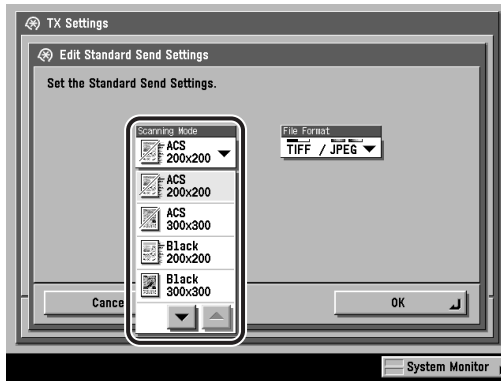 TX Settings
Edit Standard Send Settings
Set the Standard Send Settings.
Scanning Mode
File Format
ACS
200x200
TIFF / JPEG
ACS
200x200
ACS
300x300
Black
200x200
Black
300x300
Cance
OK
System Monitor